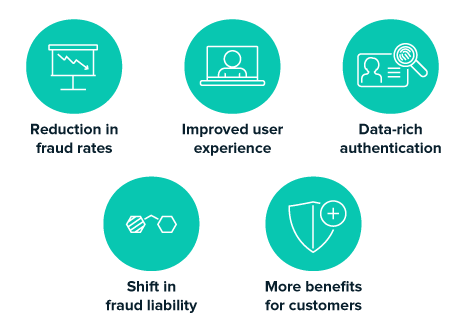 Reduction in
fraud rates
Improved user
experience
Data-rich
authentication
Shift in
fraud liability
More benefits
for customers